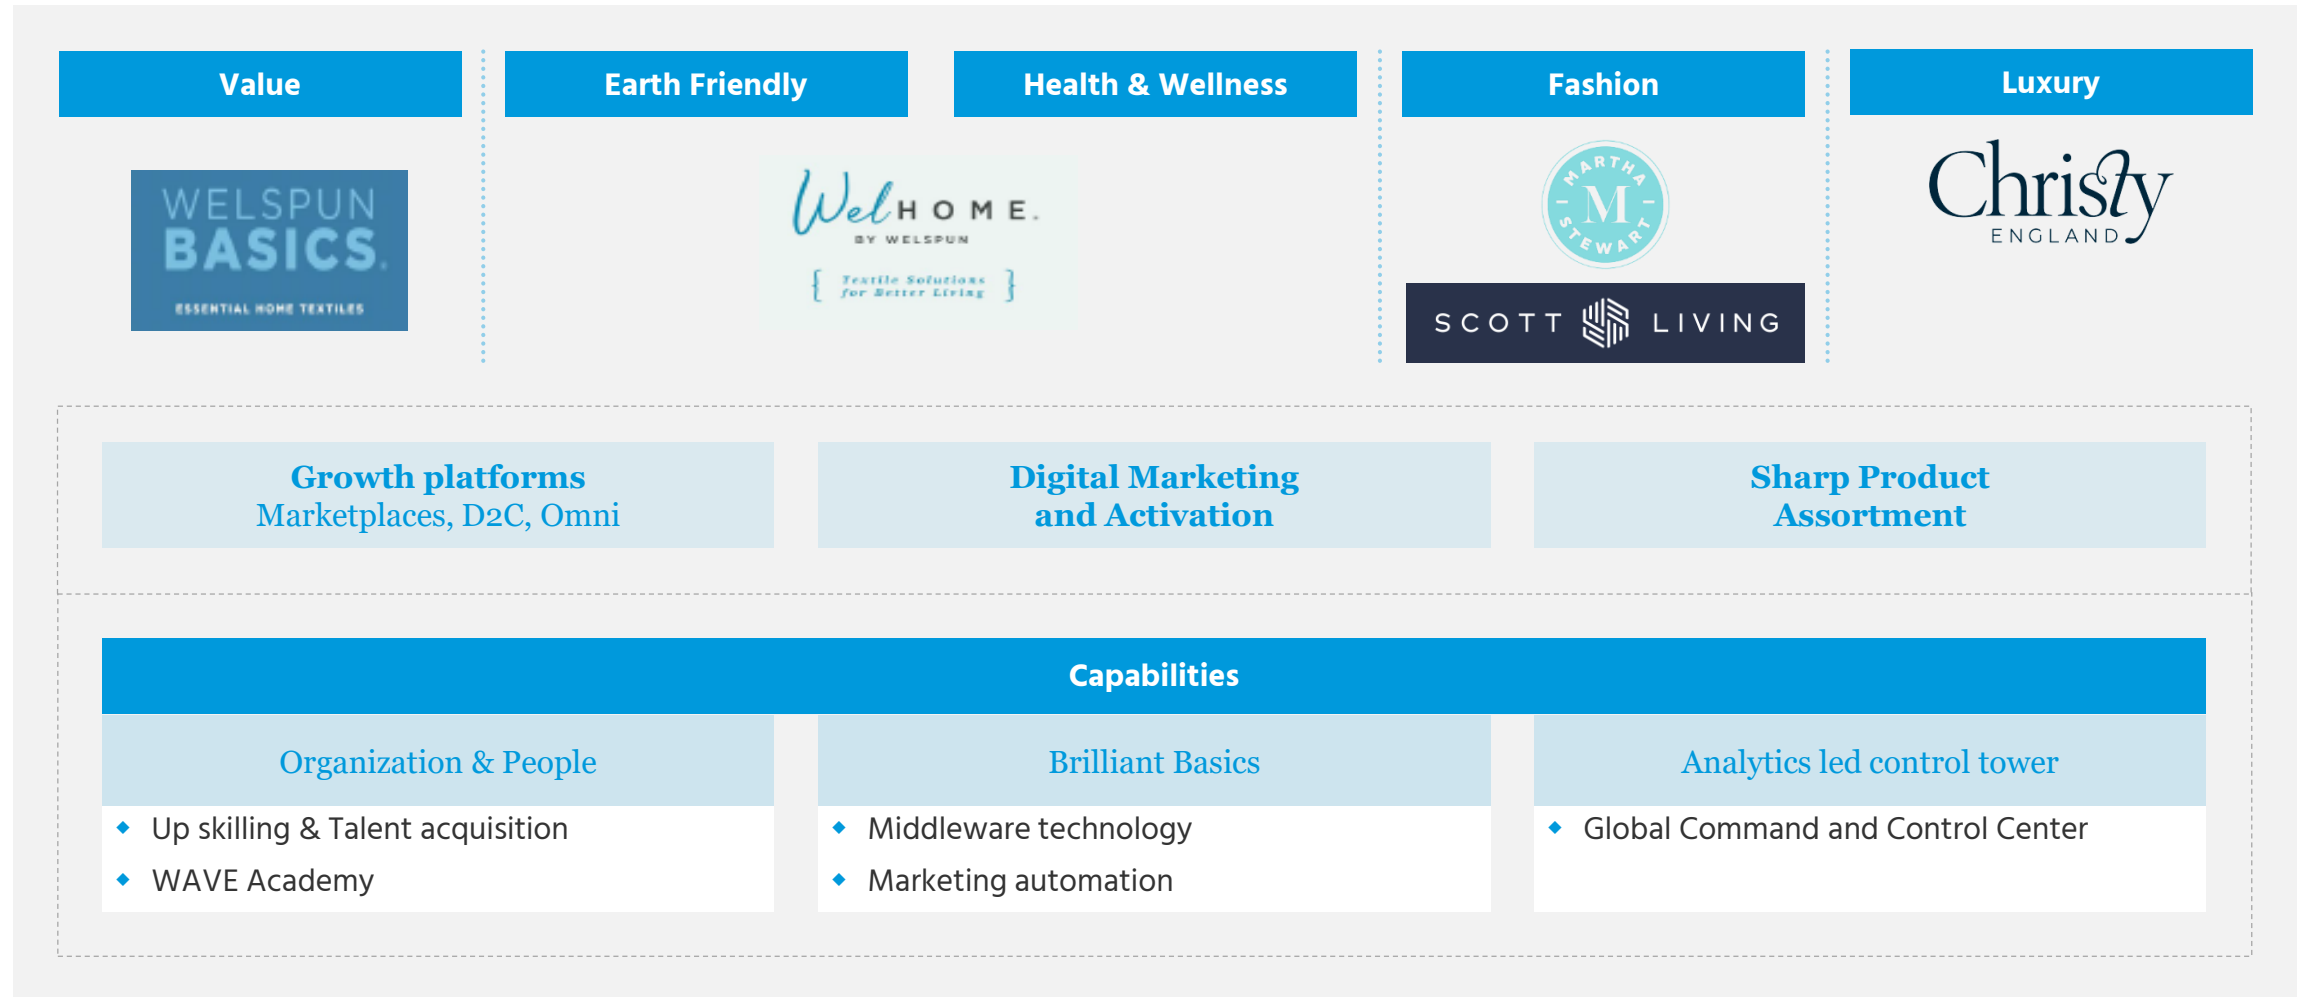 Value
Earth Friendly
Health & Wellness
Fashion
Luxury
WELSPUN
BASICS.
ESSENTIAL HOME TEXTILES
WelHOME.
BY WELSPUN
{ Textile Solutions
for Better Living }
MARTHA
M
STEWART
SCOTT LIVING
Christy
ENGLAND
Growth platforms
Marketplaces, D2C, Omni
Digital Marketing
and Activation
Sharp Product
Assortment
Capabilities
Organization & People
◆ Up skilling & Talent acquisition
◆ WAVE Academy
Brilliant Basics
◆ Middleware technology
◆ Marketing automation
Analytics led control tower
◆ Global Command and Control Center